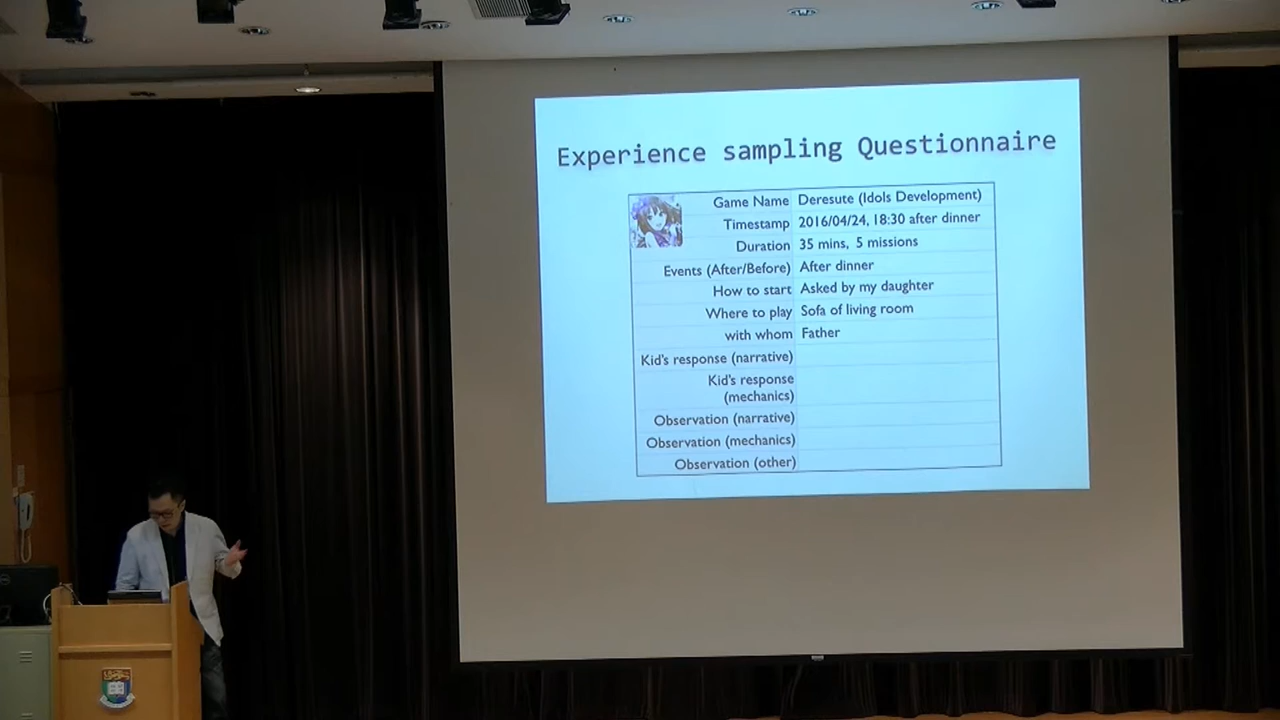 Experience sampling Questionnaire
Game Name Deresute (Idols Development)
Timestamp 2016/04/24, 18:30 after dinner
Duration 35 mins, 5 missions
Events (After/Before) After dinner
How to start Asked by my daughter
Where to play Sofa of living room
with whom Father
Kid's response (narrative)
Kid's response
(mechanics)
Observation (narrative)
Observation (mechanics)
Observation (other)